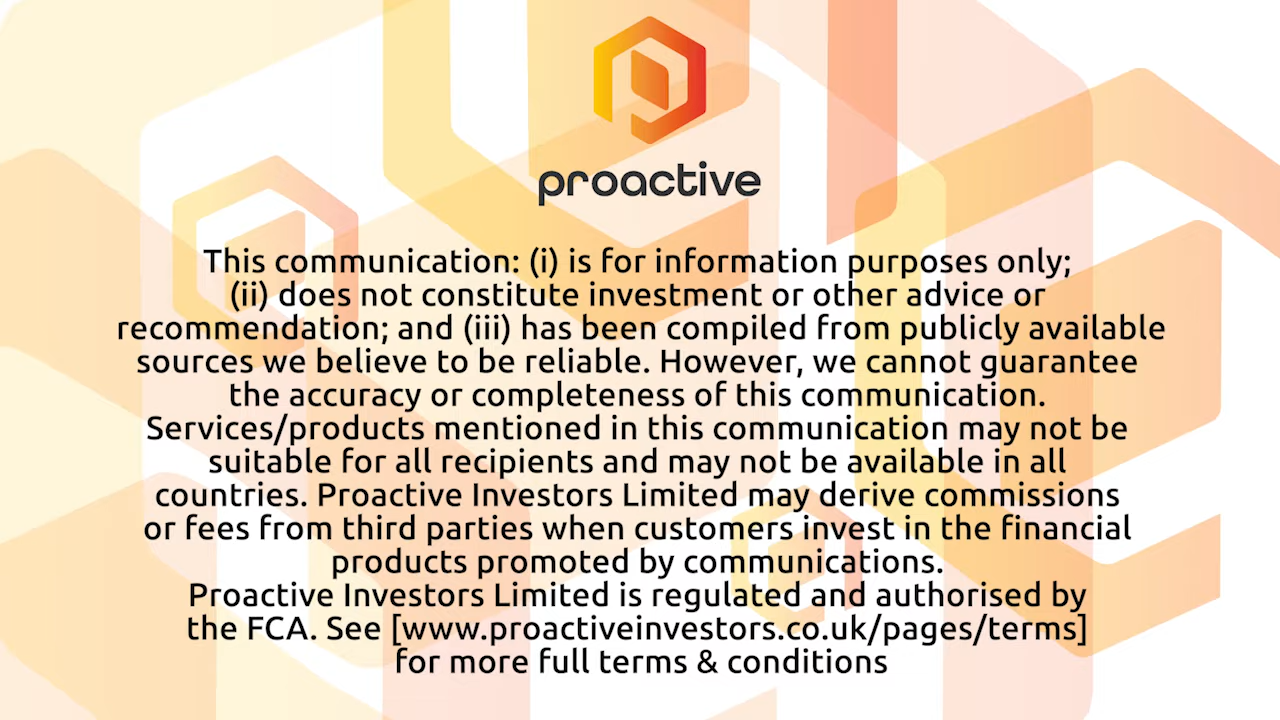 proactive
This communication: (i) is for information purposes only;
(ii) does not constitute investment or other advice or
recommendation; and (iii) has been compiled from publicly available
sources we believe to be reliable. However, we cannot guarantee
the accuracy or completeness of this communication.
Services/products mentioned in this communication may not be
suitable for all recipients and may not be available in all
countries. Proactive Investors Limited may derive commissions
or fees from third parties when customers invest in the financial
products promoted by communications.
Proactive Investors Limited is regulated and authorised by
the FCA. See [www.proactiveinvestors.co.uk/pages/terms]
for more full terms & conditions